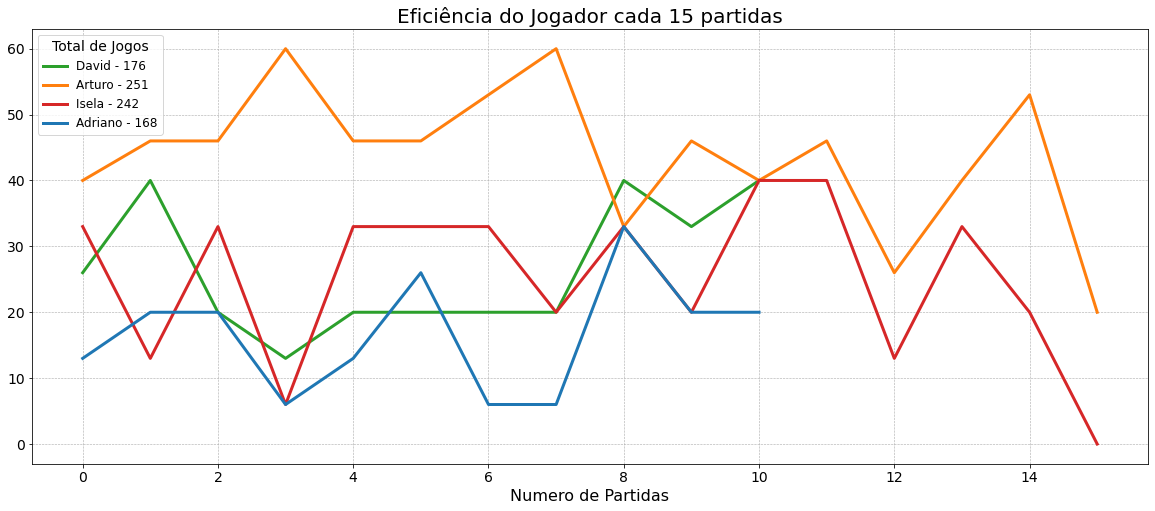 Eficiência do Jogador cada 15 partidas
Total de Jogos
David - 176
Arturo - 251
Isela - 242
Adriano - 168
60
50
40
30
20
10
0
0 2 4 6 8 10 12 14
Numero de Partidas